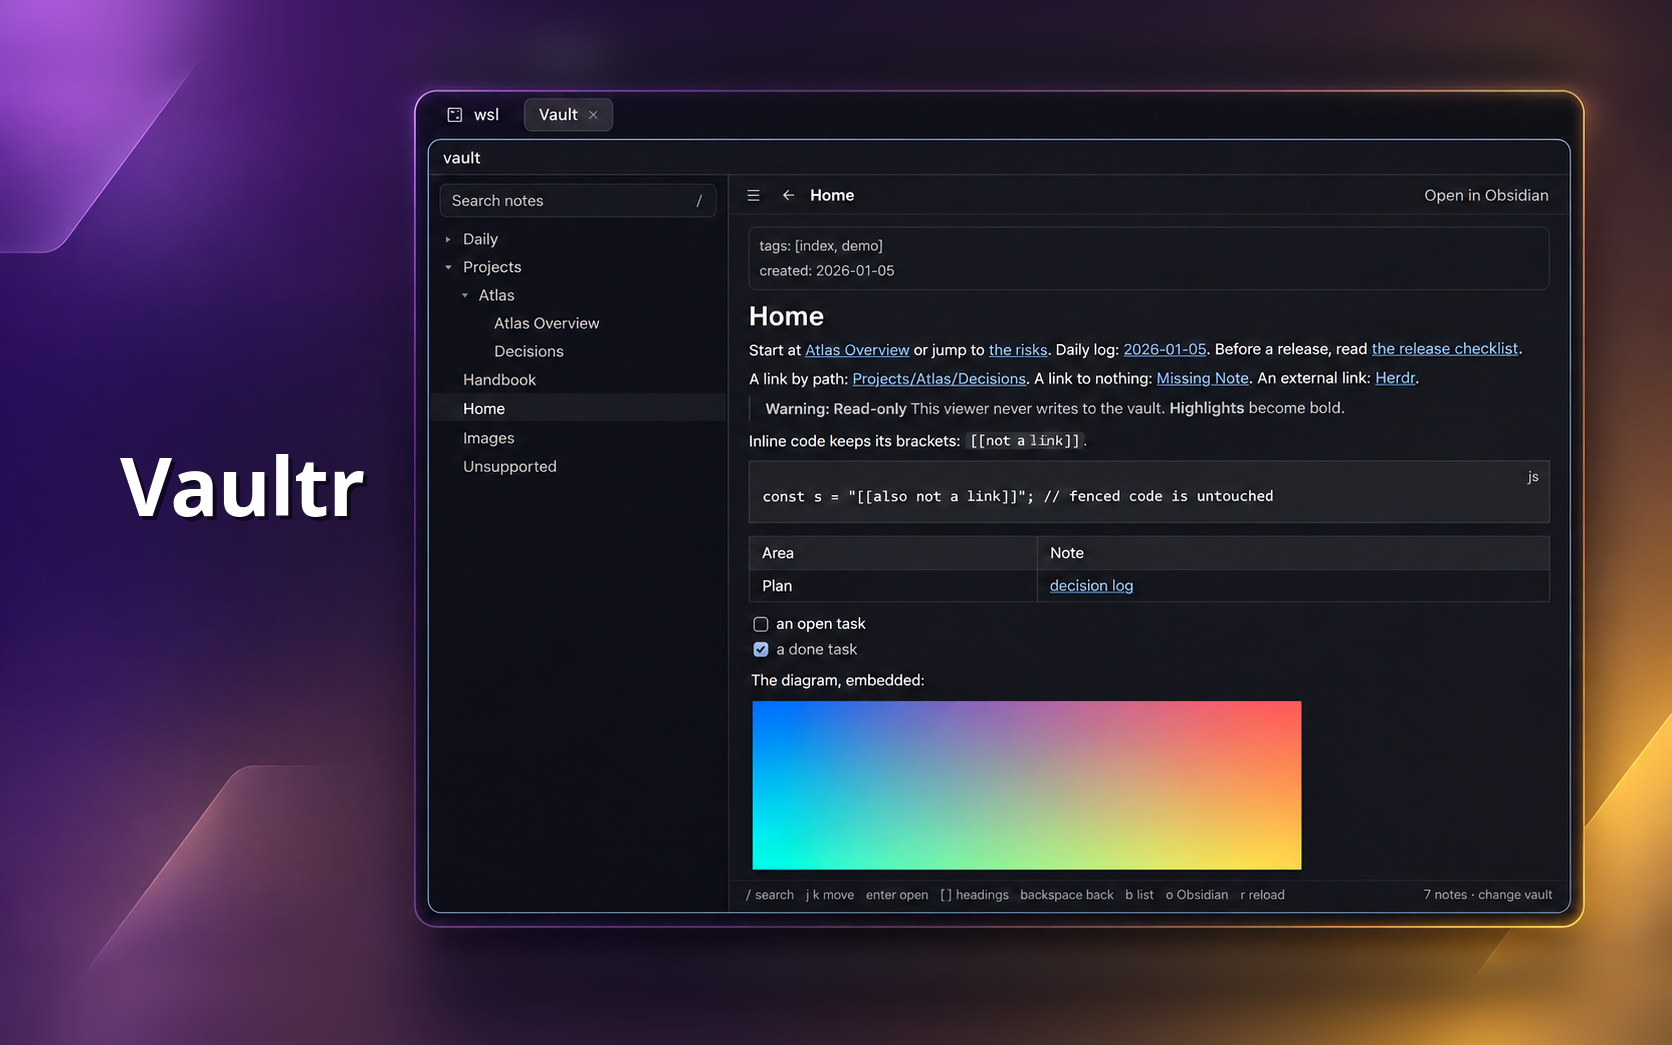 Vaultr
wsl
Vault ×
vault
Search notes /
Daily
Projects
Atlas
Atlas Overview
Decisions
Handbook
Home
Images
Unsupported
☰ ← Home Open in Obsidian
tags: [index, demo]
created: 2026-01-05
Home
Start at Atlas Overview or jump to the risks. Daily log: 2026-01-05. Before a release, read the release checklist.
A link by path: Projects/Atlas/Decisions. A link to nothing: Missing Note. An external link: Herdr.
Warning: Read-only This viewer never writes to the vault. Highlights become bold.
Inline code keeps its brackets: [[not a link]].
js
const s = "[[also not a link]]"; // fenced code is untouched
Area Note
Plan decision log
an open task
a done task
The diagram, embedded:
/ search j k move enter open [ ] headings backspace back b list o Obsidian r reload 7 notes · change vault